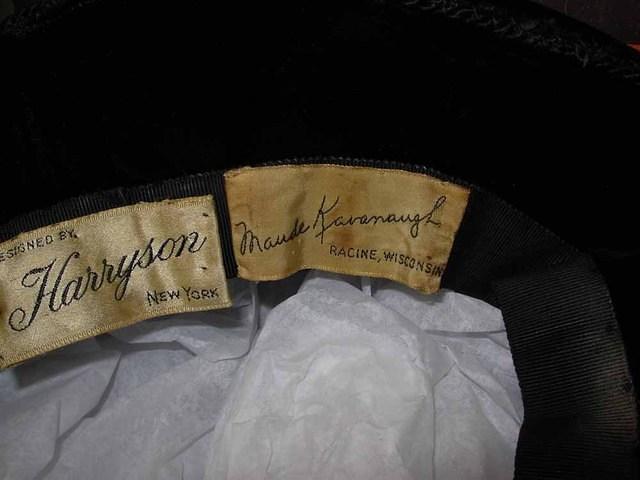 ESIGNED BY
Harryson
NEW YORK
Maude Kavanaugh
RACINE, WISCONSIN